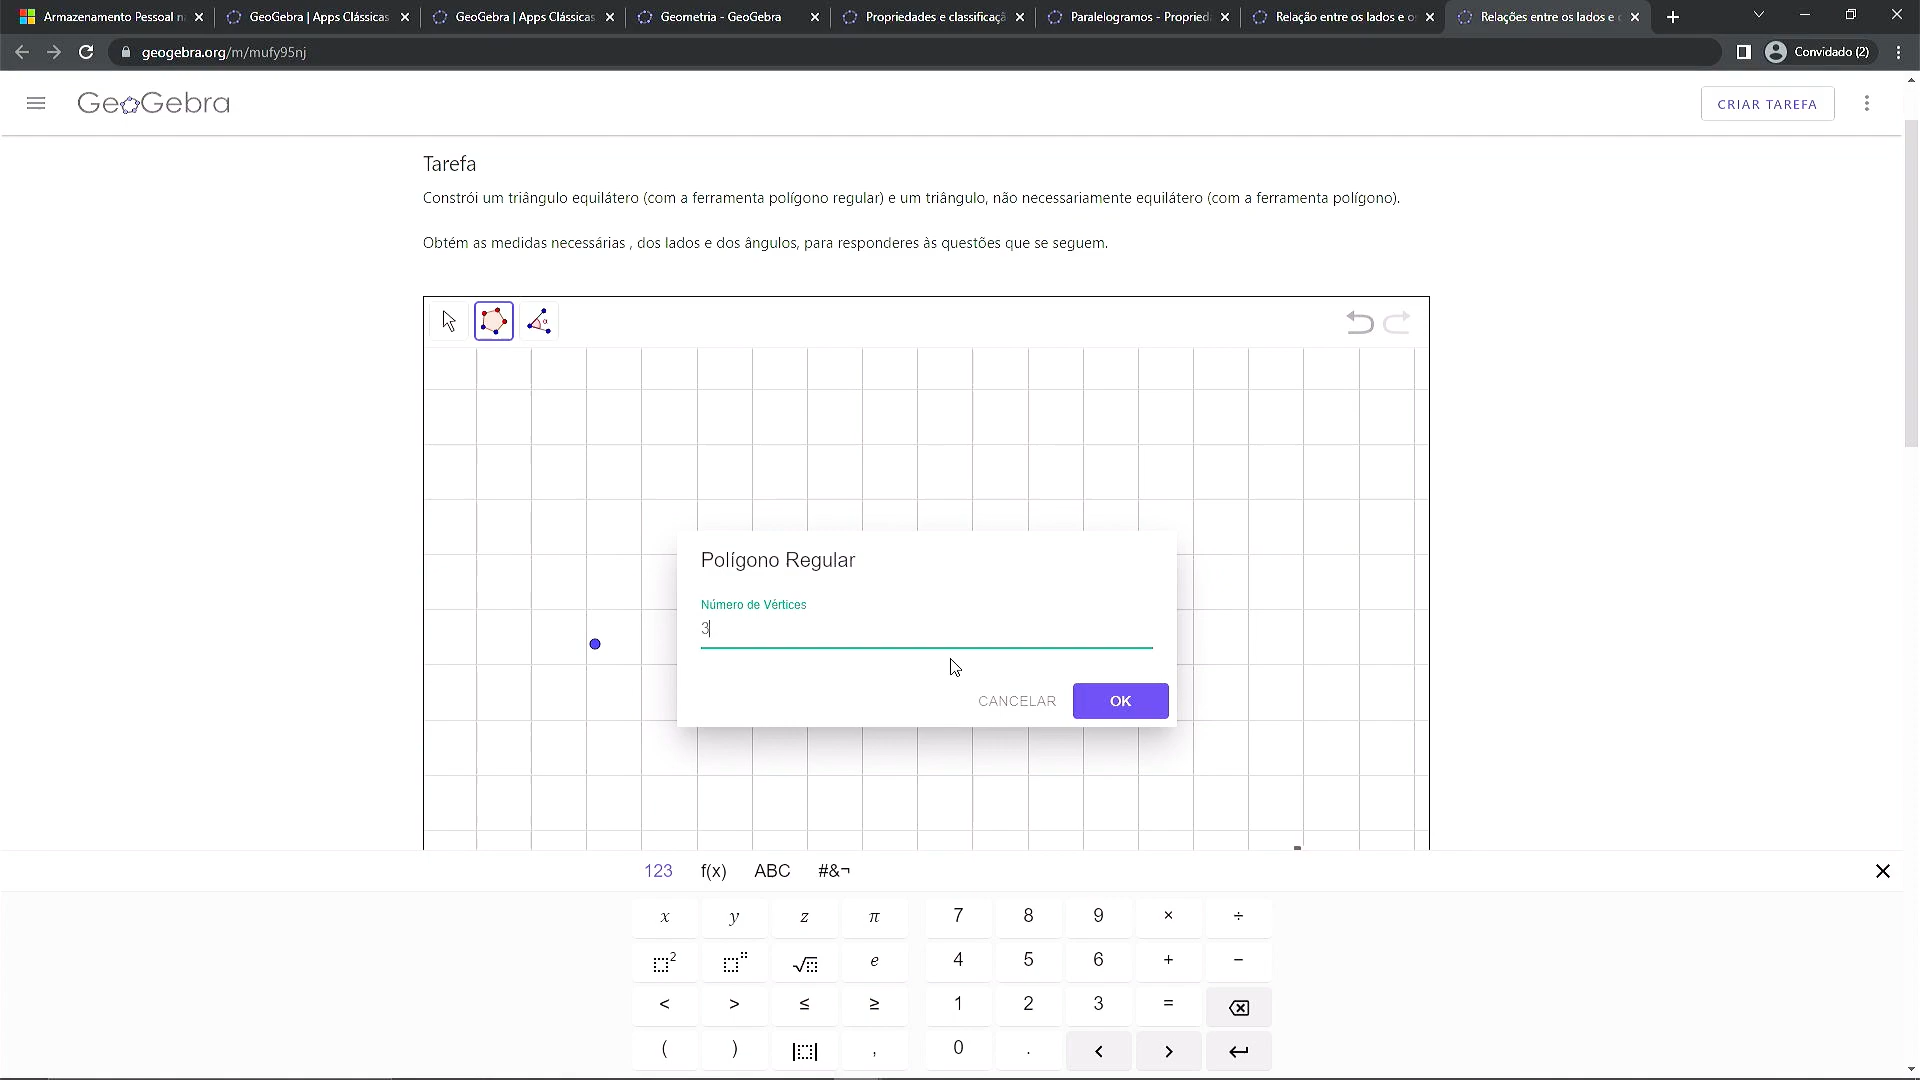 Armazenamento Pessoal n
GeoGebra | Apps Clássicas
GeoGebra | Apps Clássicas
Geometria - GeoGebra
Propriedades e classificaçã
Paralelogramos - Propried
Relação entre os lados e o
Relações entre os lados e o
geogebra.org/m/mufy95nj
Convidado (2)
GeoGebra
CRIAR TAREFA
Tarefa
Constrói um triângulo equilátero (com a ferramenta polígono regular) e um triângulo, não necessariamente equilátero (com a ferramenta polígono).
Obtém as medidas necessárias , dos lados e dos ângulos, para responderes às questões que se seguem.
α
Polígono Regular
Número de Vértices
3
CANCELAR
OK
123 f(x) ABC #&¬
x y z π 7 8 9 × ÷
2 √ e 4 5 6 + −
< > ≤ ≥ 1 2 3 =
( ) | | , 0 . < >